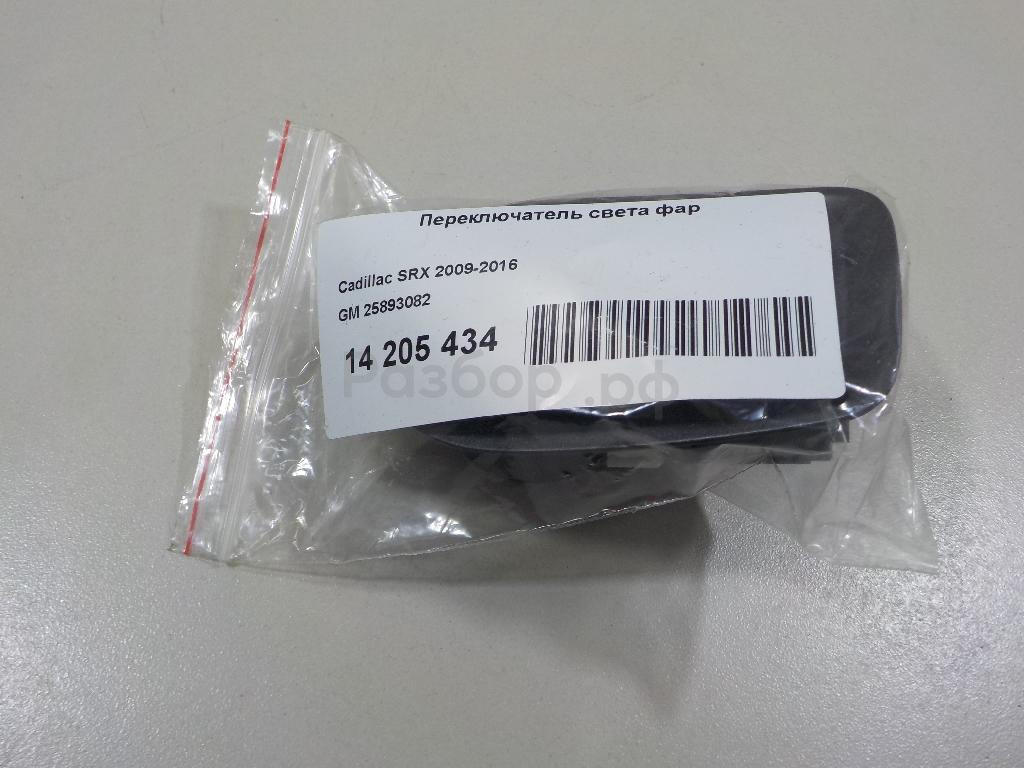 Переключатель света фар
Cadillac SRX 2009-2016
GM 25893082
14 205 434
Разбор.рф